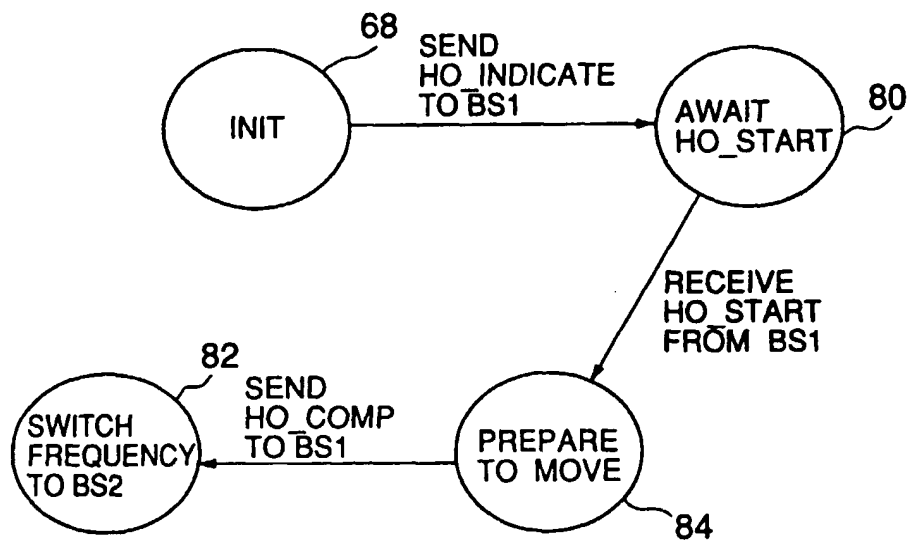 68
INIT
SEND
HO_INDICATE
TO BS1
80
AWAIT
HO_START
RECEIVE
HO_START
FROM BS1
82
SWITCH
FREQUENCY
TO BS2
SEND
HO_COMP
TO BS1
PREPARE
TO MOVE
84